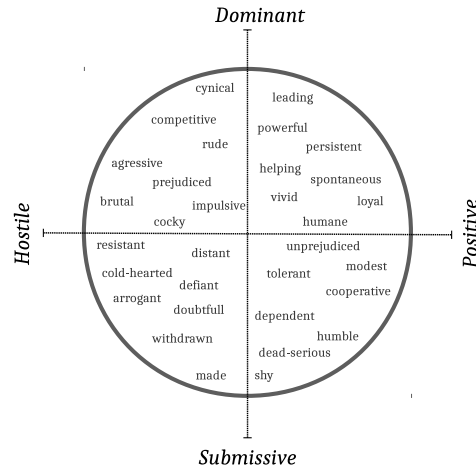 Dominant
cynical
leading
competitive
powerful
rude
persistent
agressive
helping
prejudiced
spontaneous
brutal
impulsive
vivid
loyal
cocky
humane
Hostile
Positive
resistant
distant
unprejudiced
cold-hearted
defiant
tolerant
modest
arrogant
doubtfull
cooperative
dependent
withdrawn
humble
dead-serious
made
shy
Submissive